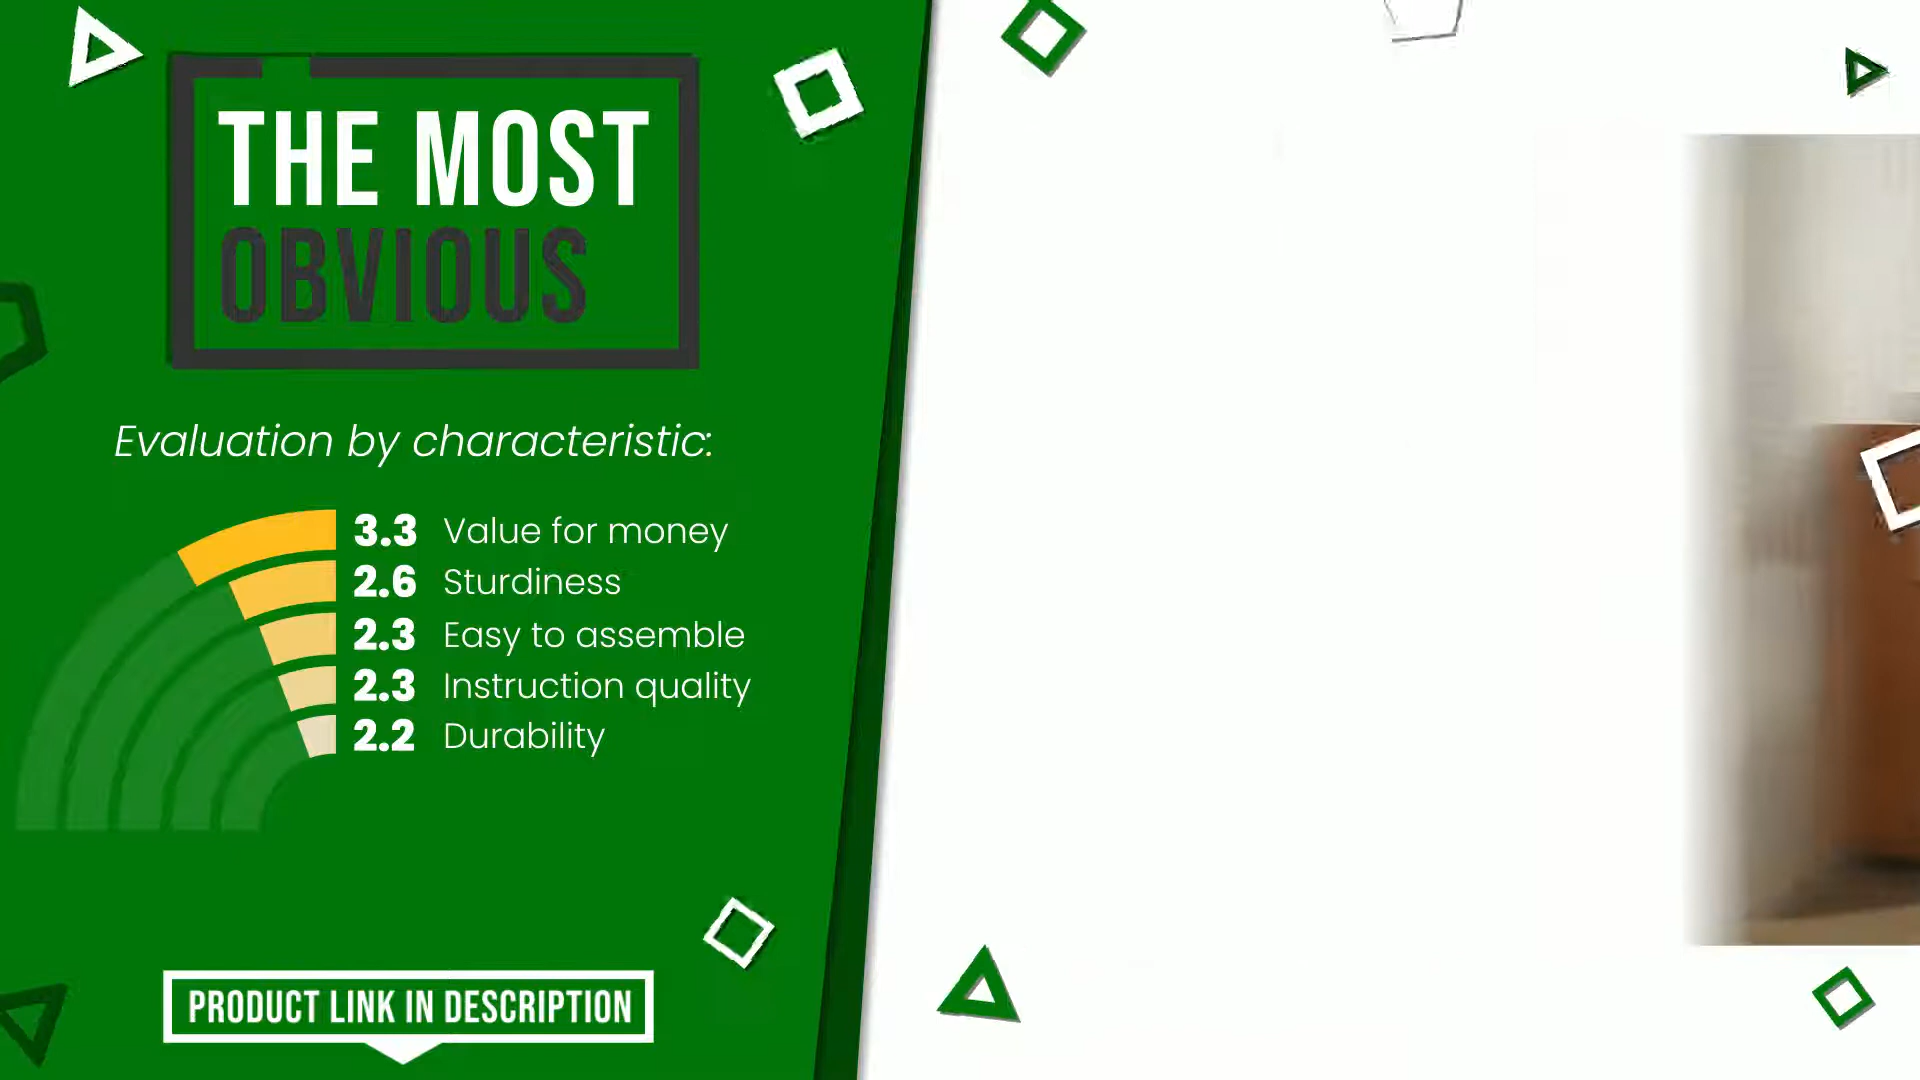 THE MOST
OBVIOUS
Evaluation by characteristic:
3.3 Value for money
2.6 Sturdiness
2.3 Easy to assemble
2.3 Instruction quality
2.2 Durability
PRODUCT LINK IN DESCRIPTION